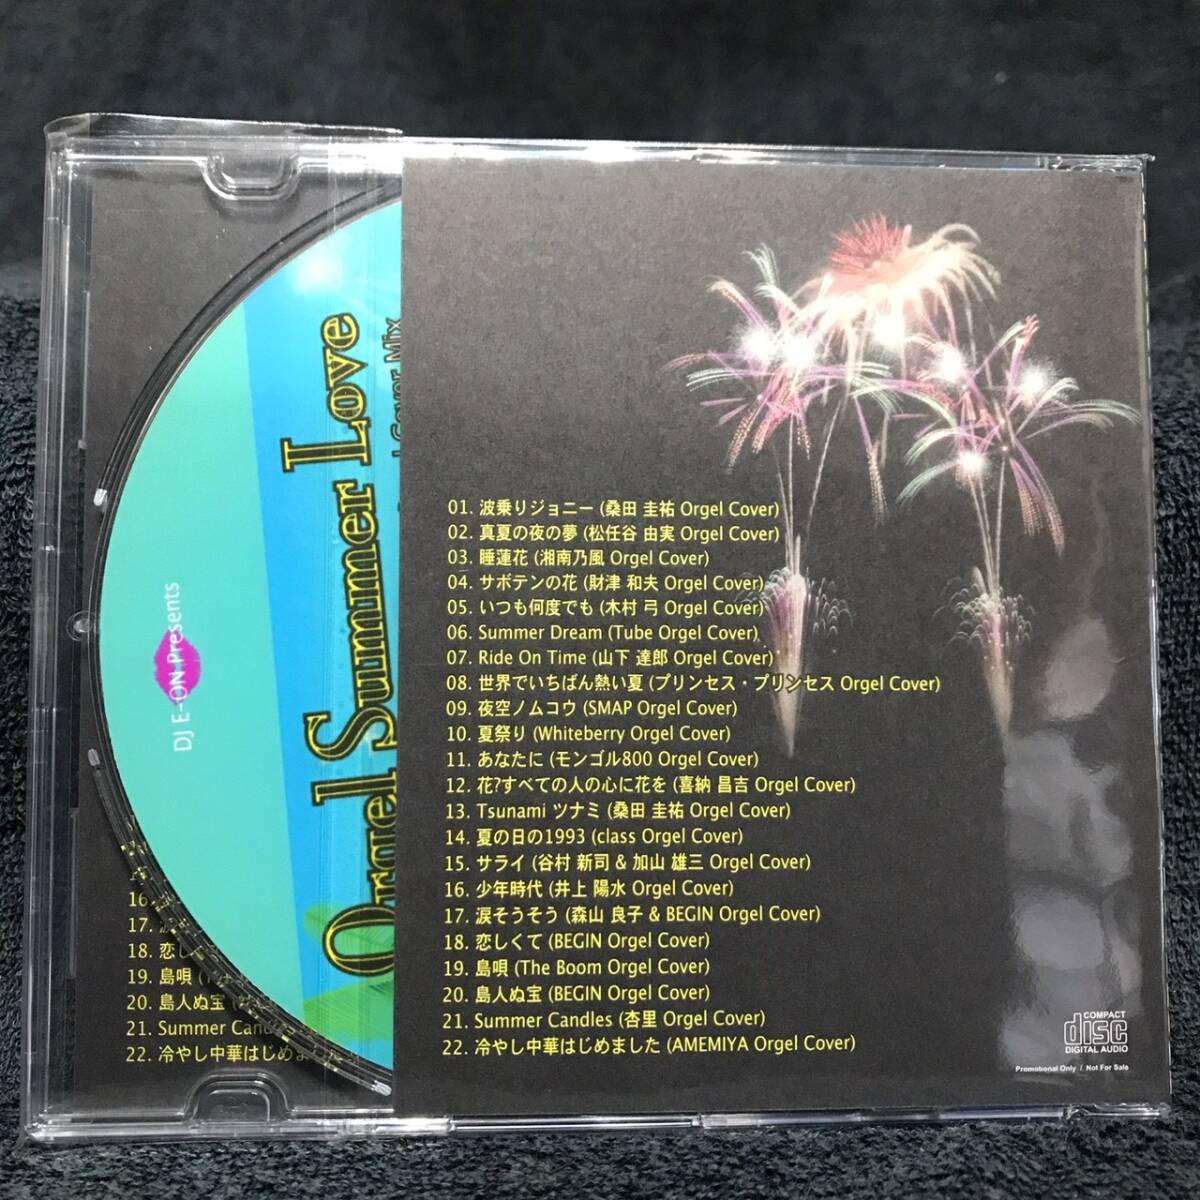 01. 波乗りジョニー (桑田 圭祐 Orgel Cover)
02. 真夏の夜の夢 (松任谷 由実 Orgel Cover)
03. 睡蓮花 (湘南乃風 Orgel Cover)
04. サボテンの花 (財津 和夫 Orgel Cover)
05. いつも何度でも (木村 弓 Orgel Cover)
06. Summer Dream (Tube Orgel Cover)
07. Ride On Time (山下 達郎 Orgel Cover)
08. 世界でいちばん熱い夏 (プリンセス・プリンセス Orgel Cover)
09. 夜空ノムコウ (SMAP Orgel Cover)
10. 夏祭り (Whiteberry Orgel Cover)
11. あなたに (モンゴル800 Orgel Cover)
12. 花?すべての人の心に花を (喜納 昌吉 Orgel Cover)
13. Tsunami ツナミ (桑田 圭祐 Orgel Cover)
14. 夏の日の1993 (class Orgel Cover)
15. サライ (谷村 新司 & 加山 雄三 Orgel Cover)
16. 少年時代 (井上 陽水 Orgel Cover)
17. 涙そうそう (森山 良子 & BEGIN Orgel Cover)
18. 恋しくて (BEGIN Orgel Cover)
19. 島唄 (The Boom Orgel Cover)
20. 島人ぬ宝 (BEGIN Orgel Cover)
21. Summer Candles (杏里 Orgel Cover)
22. 冷やし中華はじめました (AMEMIYA Orgel Cover)
COMPACT
disc
DIGITAL AUDIO
Promotional Only / Not For Sale
DJ E-ON Presents
Orgel Summer Love
Cover Mix
16.
17.
18. 恋し
19. 島唄
20. 島人ぬ宝
21. Summer Candles
22. 冷やし中華はじめました